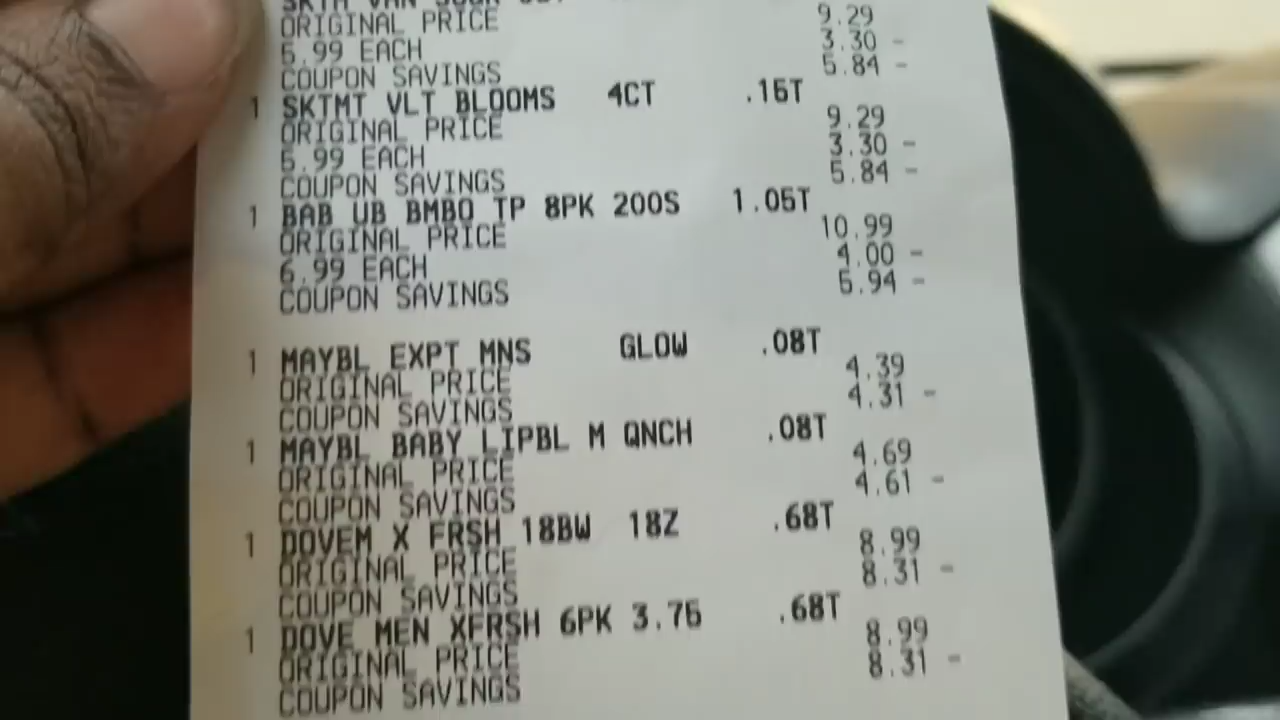 ORIGINAL PRICE 9.29
5.99 EACH 3.30 -
COUPON SAVINGS 5.84 -
1 SKTMT VLT BLOOMS 4CT .15T
ORIGINAL PRICE 9.29
5.99 EACH 3.30 -
COUPON SAVINGS 5.84 -
1 BAB UB BMBO TP 8PK 200S 1.05T
ORIGINAL PRICE 10.99
6.99 EACH 4.00 -
COUPON SAVINGS 5.94 -
1 MAYBL EXPT MNS GLOW .08T
ORIGINAL PRICE 4.39
COUPON SAVINGS 4.31 -
1 MAYBL BABY LIPBL M QNCH .08T
ORIGINAL PRICE 4.69
COUPON SAVINGS 4.61 -
1 DOVEM X FRSH 18BW 18Z .68T
ORIGINAL PRICE 8.99
COUPON SAVINGS 8.31 -
1 DOVE MEN XFRSH 6PK 3.75 .68T
ORIGINAL PRICE 8.99
COUPON SAVINGS 8.31 -